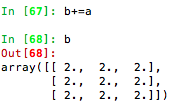 In [67]: b+=a
In [68]: b
Out[68]:
array([[ 2.,  2.,  2.],
       [ 2.,  2.,  2.],
       [ 2.,  2.,  2.]])